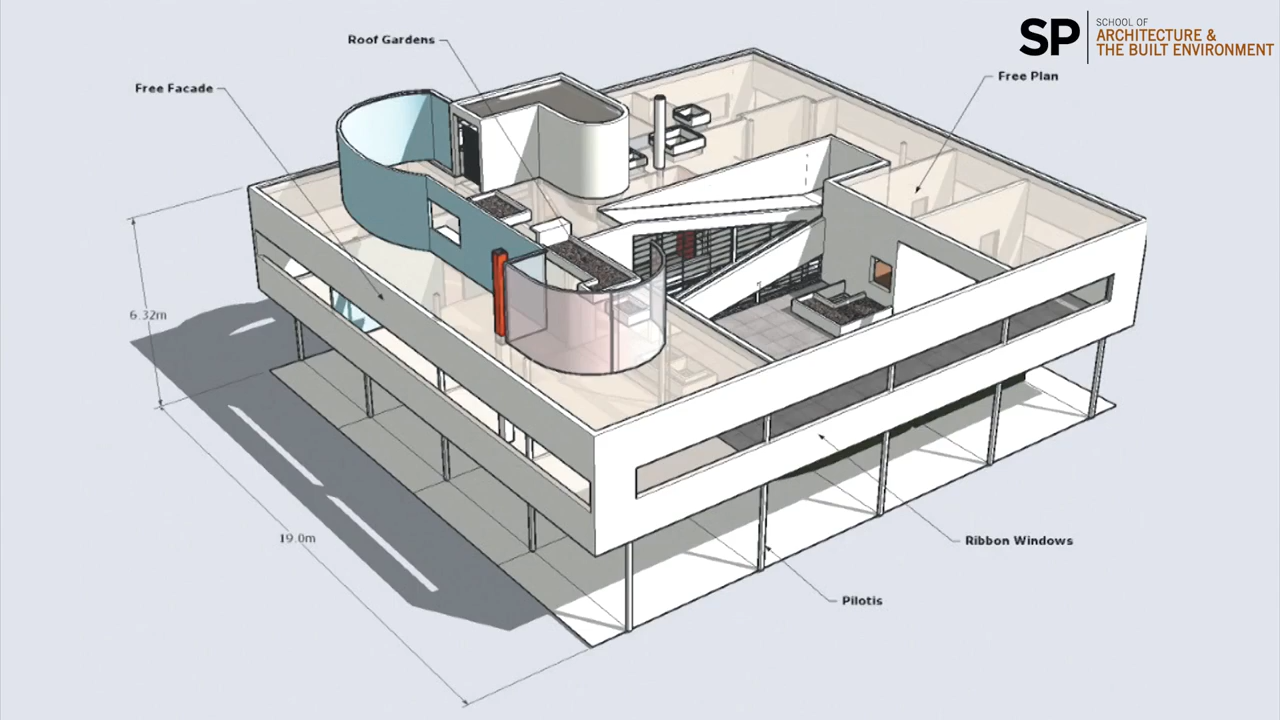 SP
SCHOOL OF
ARCHITECTURE &
THE BUILT ENVIRONMENT
Roof Gardens
Free Plan
Free Facade
6.32m
19.0m
Ribbon Windows
Pilotis